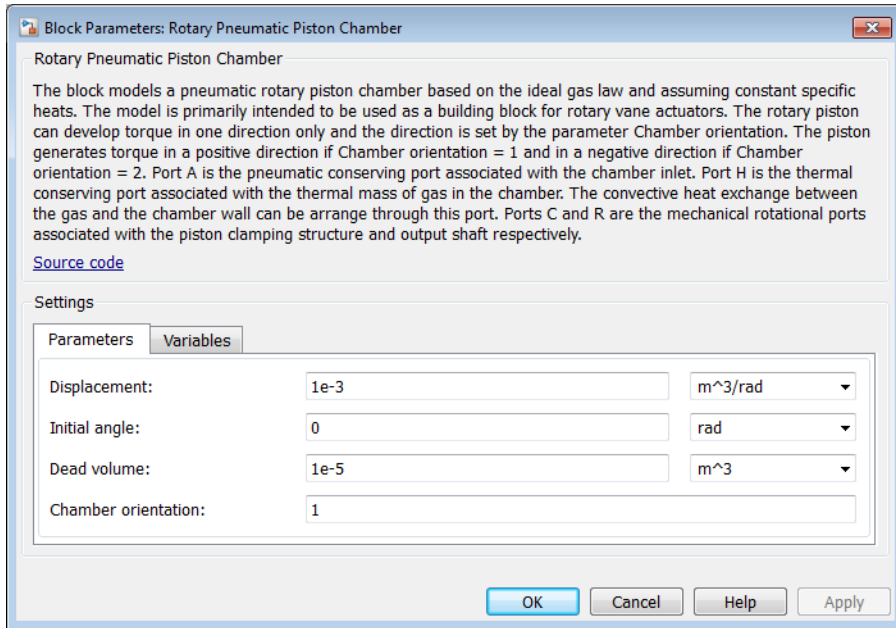 Block Parameters: Rotary Pneumatic Piston Chamber
Rotary Pneumatic Piston Chamber
The block models a pneumatic rotary piston chamber based on the ideal gas law and assuming constant specific
heats. The model is primarily intended to be used as a building block for rotary vane actuators. The rotary piston
can develop torque in one direction only and the direction is set by the parameter Chamber orientation. The piston
generates torque in a positive direction if Chamber orientation = 1 and in a negative direction if Chamber
orientation = 2. Port A is the pneumatic conserving port associated with the chamber inlet. Port H is the thermal
conserving port associated with the thermal mass of gas in the chamber. The convective heat exchange between
the gas and the chamber wall can be arrange through this port. Ports C and R are the mechanical rotational ports
associated with the piston clamping structure and output shaft respectively.
Source code
Settings
Parameters Variables
Displacement: 1e-3 m^3/rad
Initial angle: 0 rad
Dead volume: 1e-5 m^3
Chamber orientation: 1
OK Cancel Help Apply